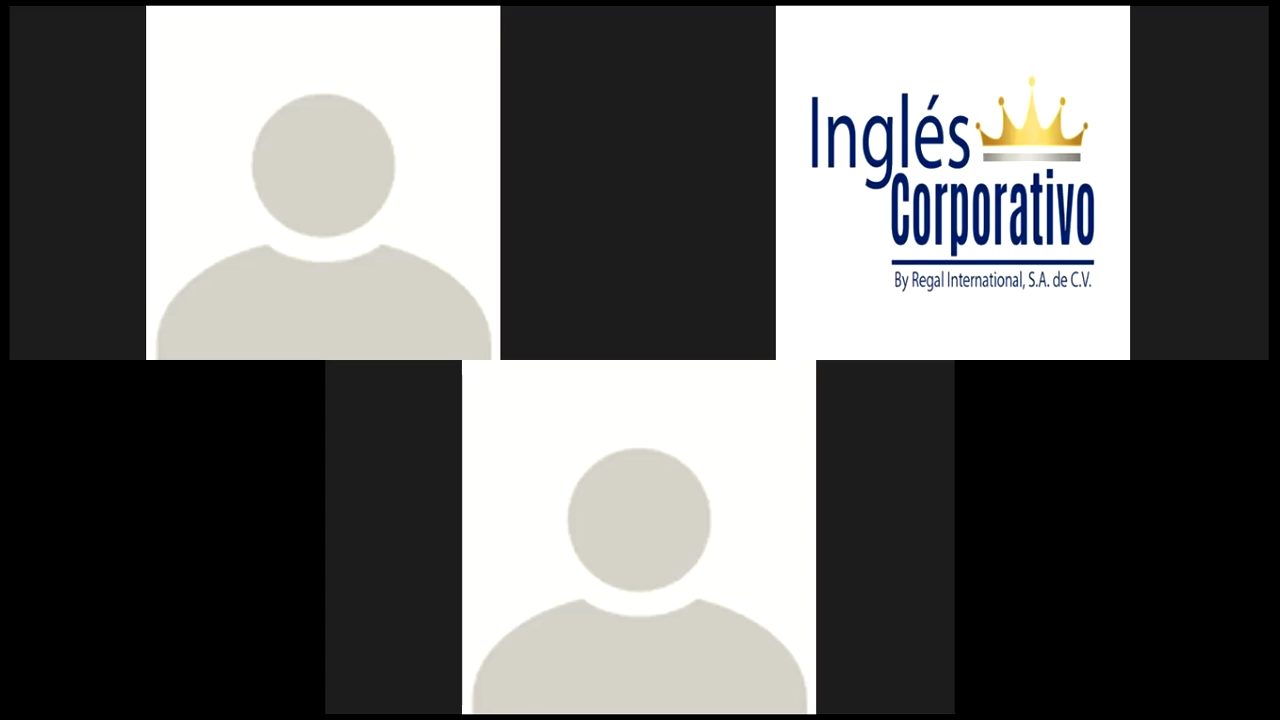 Inglés
Corporativo
By Regal International, S.A. de C.V.